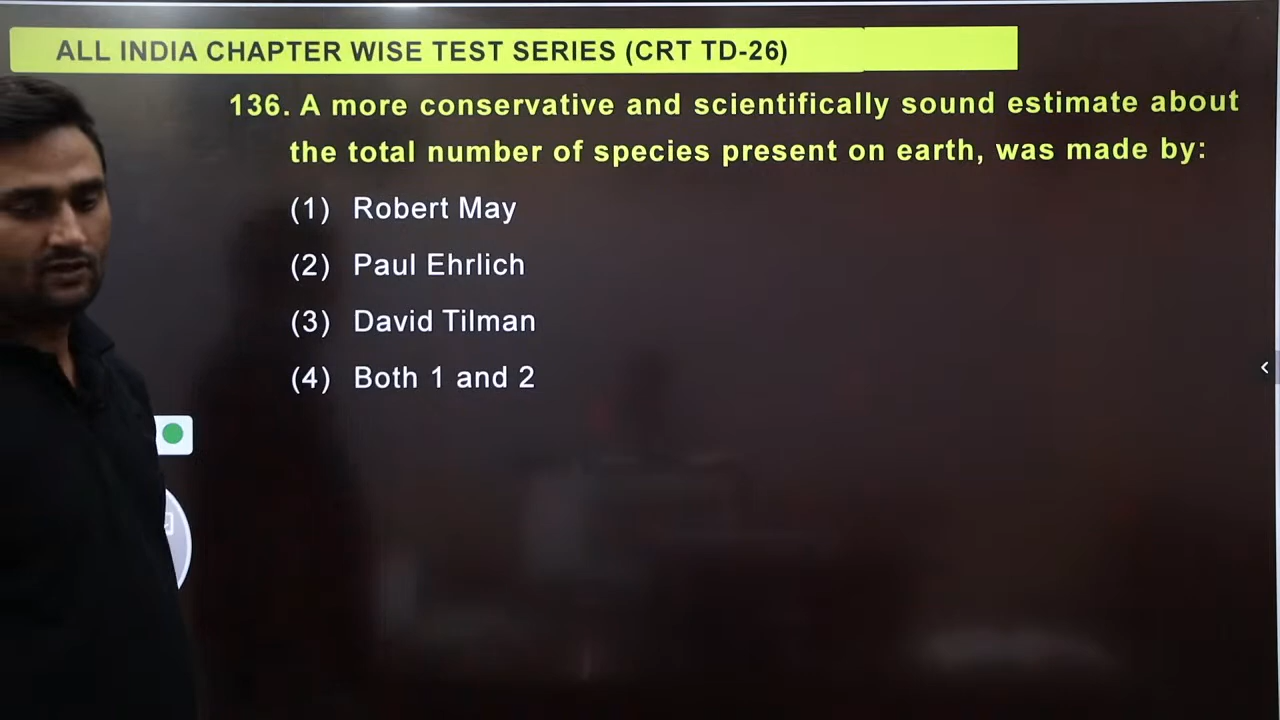 ALL INDIA CHAPTER WISE TEST SERIES (CRT TD-26)
136. A more conservative and scientifically sound estimate about
the total number of species present on earth, was made by:
(1) Robert May
(2) Paul Ehrlich
(3) David Tilman
(4) Both 1 and 2